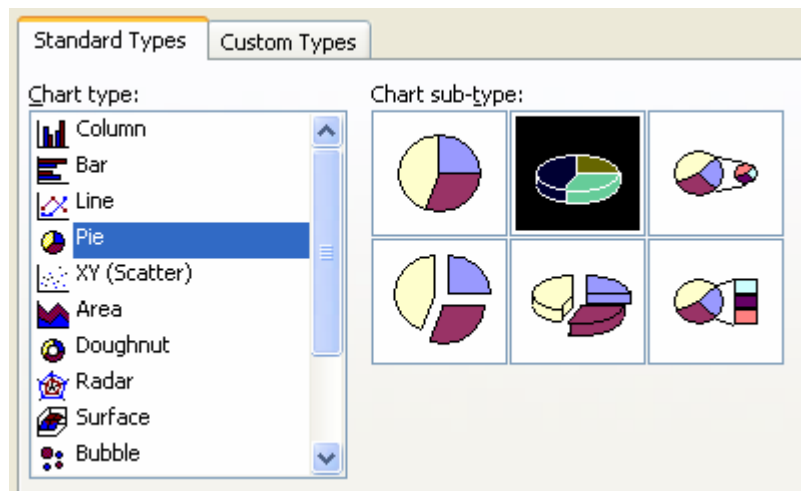 Standard Types
Custom Types
Chart type:
Column
Bar
Line
Pie
XY (Scatter)
Area
Doughnut
Radar
Surface
Bubble
Chart sub-type: